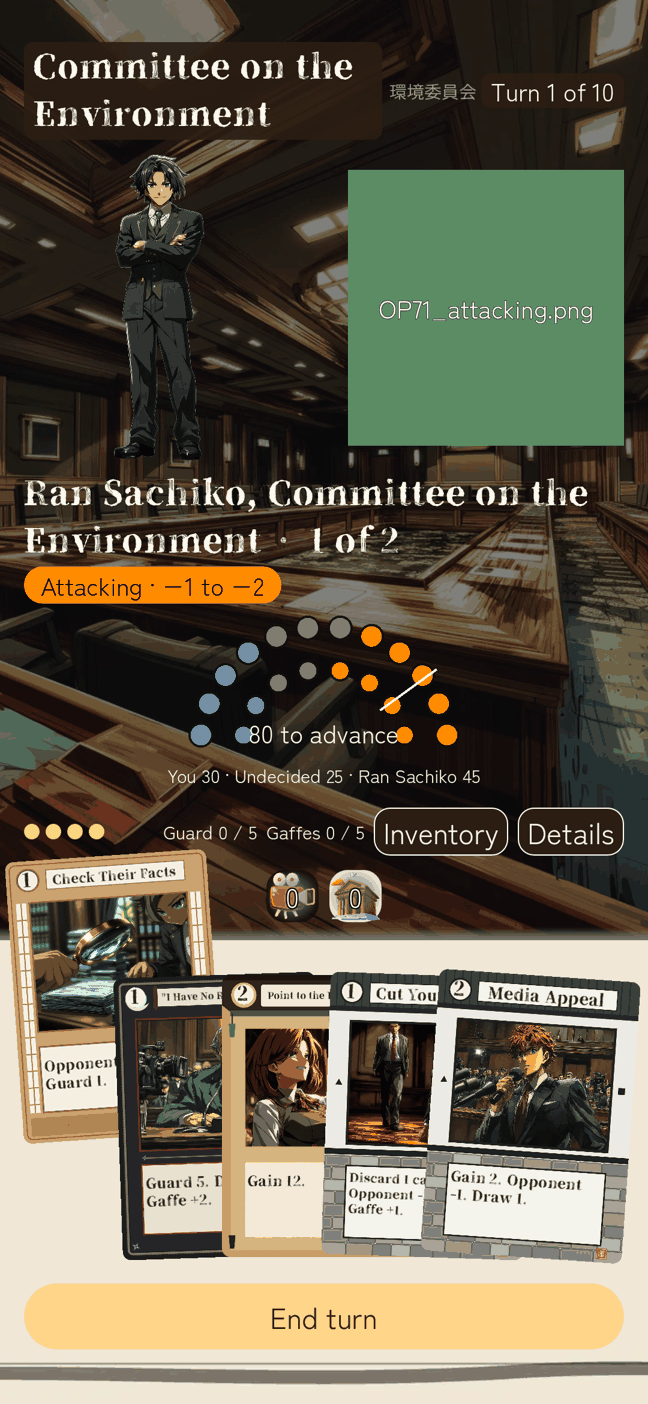 Committee on the
Environment
環境委員会
Turn 1 of 10
OP71_attacking.png
Ran Sachiko, Committee on the
Environment · 1 of 2
Attacking · −1 to −2
80 to advance
You 30 · Undecided 25 · Ran Sachiko 45
Guard 0 / 5 Gaffes 0 / 5
Inventory
Details
0
0
1
Check Their Facts
Opponent
Guard 1.
1
"I Have No R
Guard 5. D
Gaffe +2.
2
Point to the
Gain 12.
1
Cut You
Discard 1 ca
Opponent -
Gaffe +1.
2
Media Appeal
Gain 2. Opponent
-1. Draw 1.
End turn